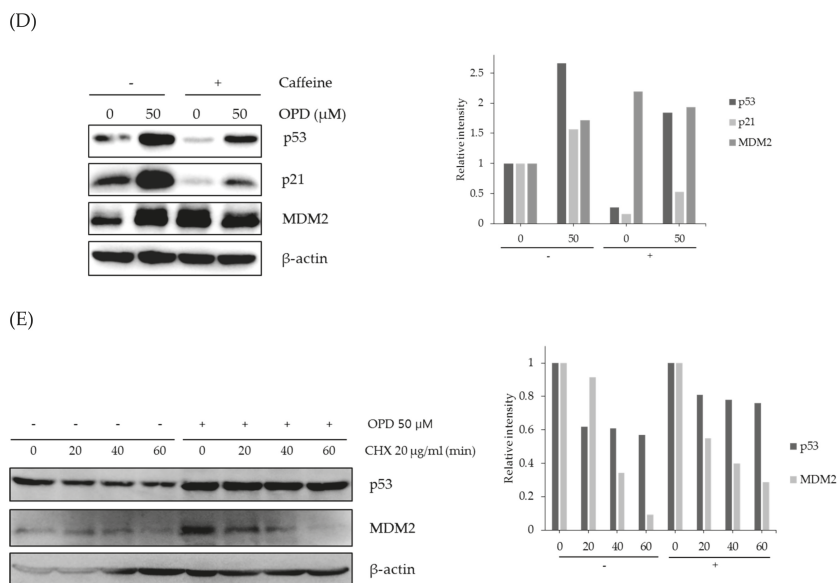 (D)
- + Caffeine
0 50 0 50 OPD (µM)
p53
p21
MDM2
β-actin
Relative intensity
2.5
2
1.5
1
0.5
0
0 50 0 50
- +
p53
p21
MDM2
(E)
- - - - + + + + OPD 50 µM
0 20 40 60 0 20 40 60 CHX 20 µg/ml (min)
p53
MDM2
β-actin
Relative intensity
1
0.8
0.6
0.4
0.2
0
0 20 40 60 0 20 40 60
- +
p53
MDM2